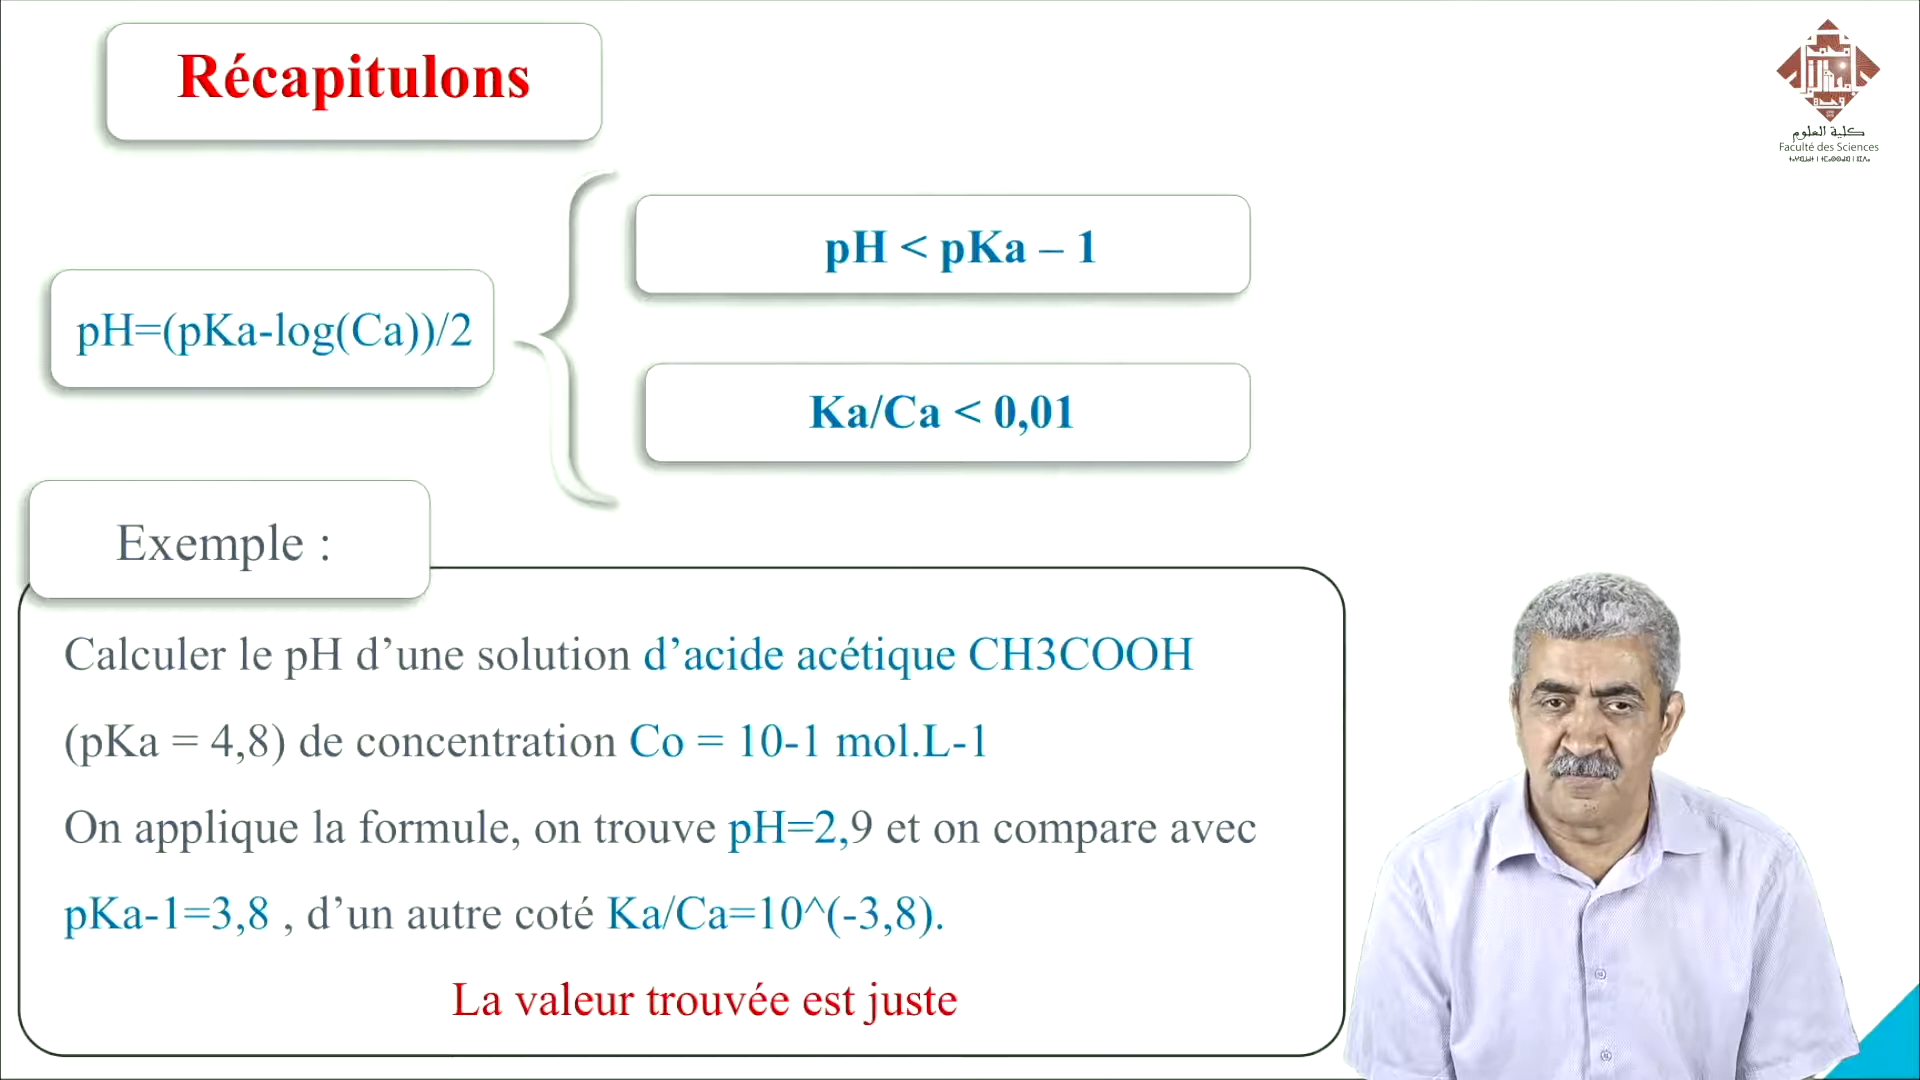 Récapitulons
كلية العلوم
Faculté des Sciences
pH < pKa – 1
pH=(pKa-log(Ca))/2
Ka/Ca < 0,01
Exemple :
Calculer le pH d’une solution d’acide acétique CH3COOH
(pKa = 4,8) de concentration Co = 10-1 mol.L-1
On applique la formule, on trouve pH=2,9 et on compare avec
pKa-1=3,8 , d’un autre coté Ka/Ca=10^(-3,8).
La valeur trouvée est juste